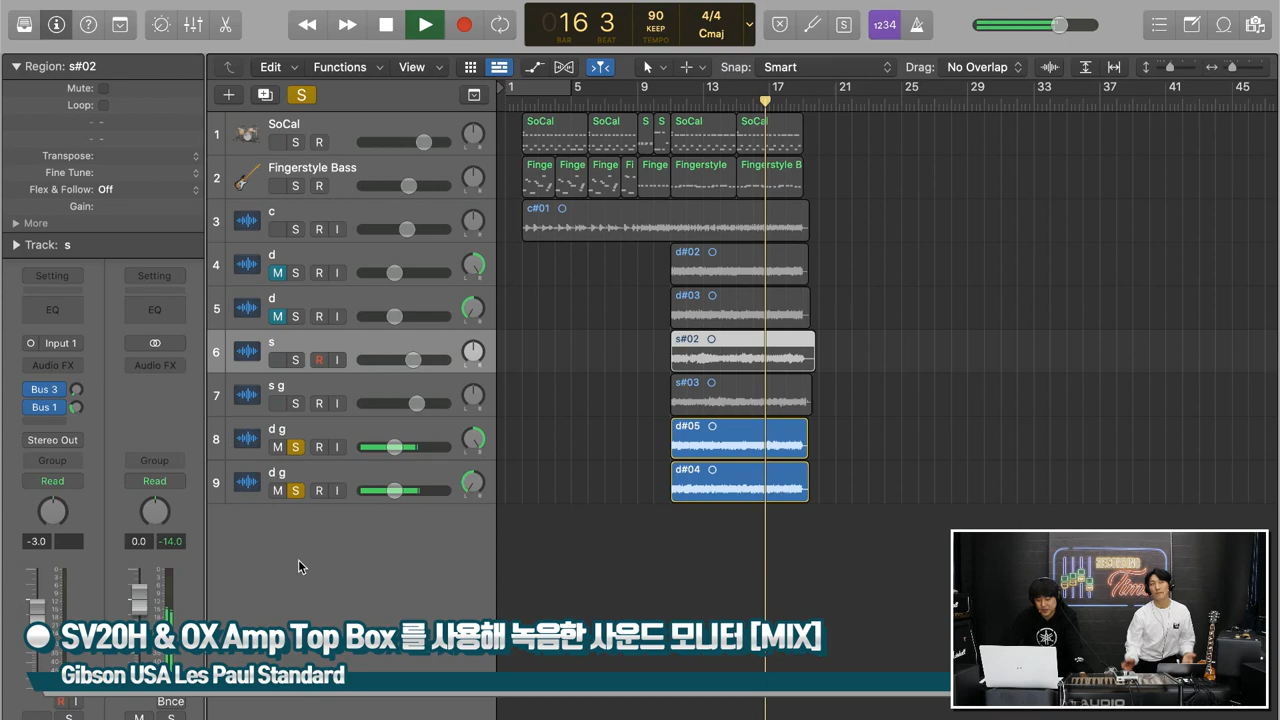 16 3
BAR BEAT
90
KEEP
TEMPO
4/4
Cmaj
S
1234
Region: s#02
Mute:
Loop:
Transpose:
Fine Tune:
Flex & Follow: Off
Gain:
More
Track: s
Edit
Functions
View
Snap: Smart
Drag: No Overlap
S
1 5 9 13 17 21 25 29 33 37 41 45
1 SoCal
S R
SoCal SoCal S S SoCal SoCal
2 Fingerstyle Bass
S R
Finge Finge Finge Fi Finge Fingerstyle Fingerstyle B
3 c
S R I
c#01
4 d
M S
d#02
5 d
M S R I
d#03
6 s
S R I
s#02
7 s g
S R I
s#03
8 d g
M S R I
d#05
9 d g
M S R I
d#04
Setting Setting
EQ EQ
Input 1
Audio FX Audio FX
Bus 3
Bus 1
Stereo Out
Group Group
Read Read
-3.0 0.0 -14.0
R I Bnce
S M S
SV20H & OX Amp Top Box 를 사용해 녹음한 사운드 모니터 [MIX]
Gibson USA Les Paul Standard
Time